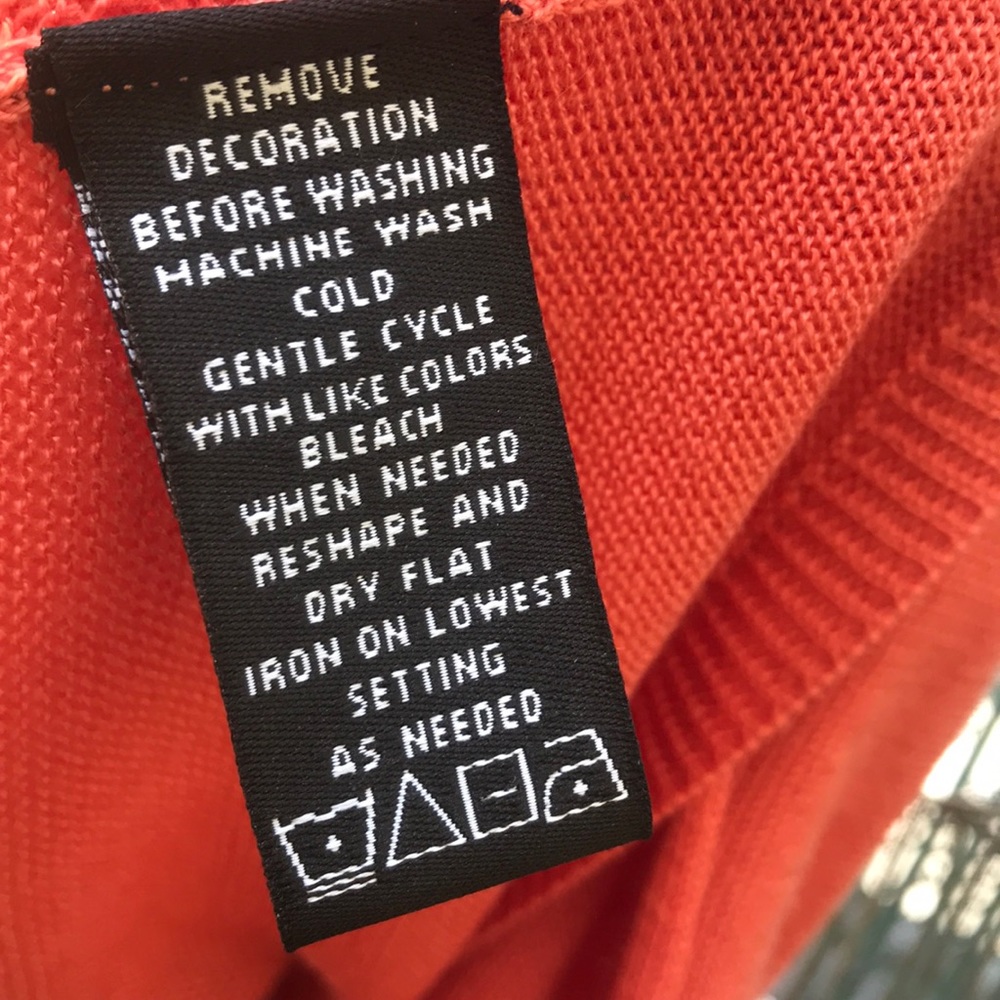 REMOVE
DECORATION
BEFORE WASHING
MACHINE WASH
COLD
GENTLE CYCLE
WITH LIKE COLORS
BLEACH
WHEN NEEDED
RESHAPE AND
DRY FLAT
IRON ON LOWEST
SETTING
AS NEEDED